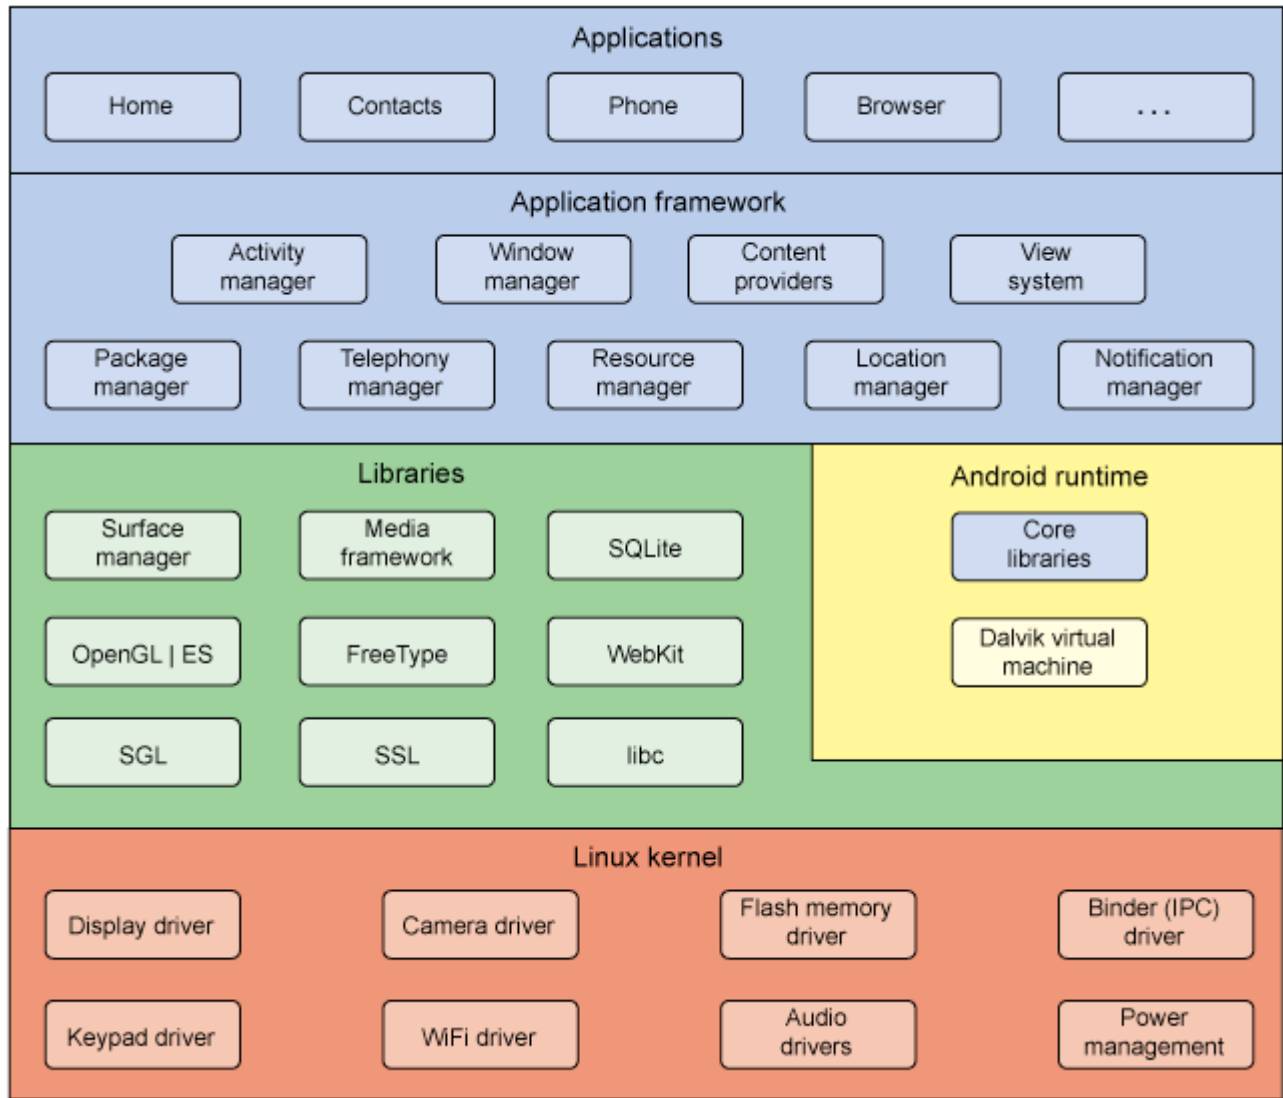 Applications
Home
Contacts
Phone
Browser
...
Application framework
Activity
manager
Window
manager
Content
providers
View
system
Package
manager
Telephony
manager
Resource
manager
Location
manager
Notification
manager
Libraries
Surface
manager
Media
framework
SQLite
OpenGL | ES
FreeType
WebKit
SGL
SSL
libc
Android runtime
Core
libraries
Dalvik virtual
machine
Linux kernel
Display driver
Camera driver
Flash memory
driver
Binder (IPC)
driver
Keypad driver
WiFi driver
Audio
drivers
Power
management